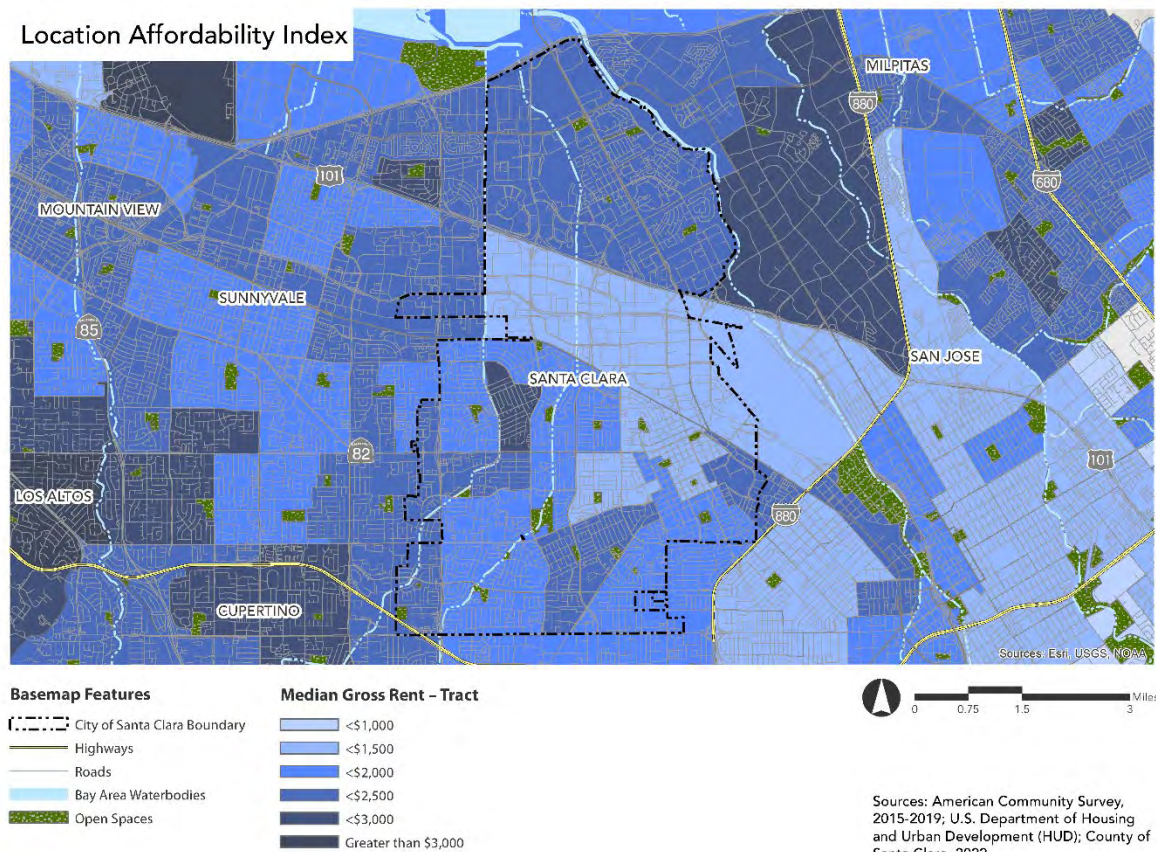 Location Affordability Index
MILPITAS
880
101
680
MOUNTAIN VIEW
SUNNYVALE
85
SAN JOSE
SANTA CLARA
82
101
LOS ALTOS
880
CUPERTINO
Sources: Esri, USGS, NOAA
Basemap Features
City of Santa Clara Boundary
Highways
Roads
Bay Area Waterbodies
Open Spaces
Median Gross Rent – Tract
<$1,000
<$1,500
<$2,000
<$2,500
<$3,000
Greater than $3,000
Miles
0 0.75 1.5 3
Sources: American Community Survey,
2015-2019; U.S. Department of Housing
and Urban Development (HUD); County of
Santa Clara, 2022